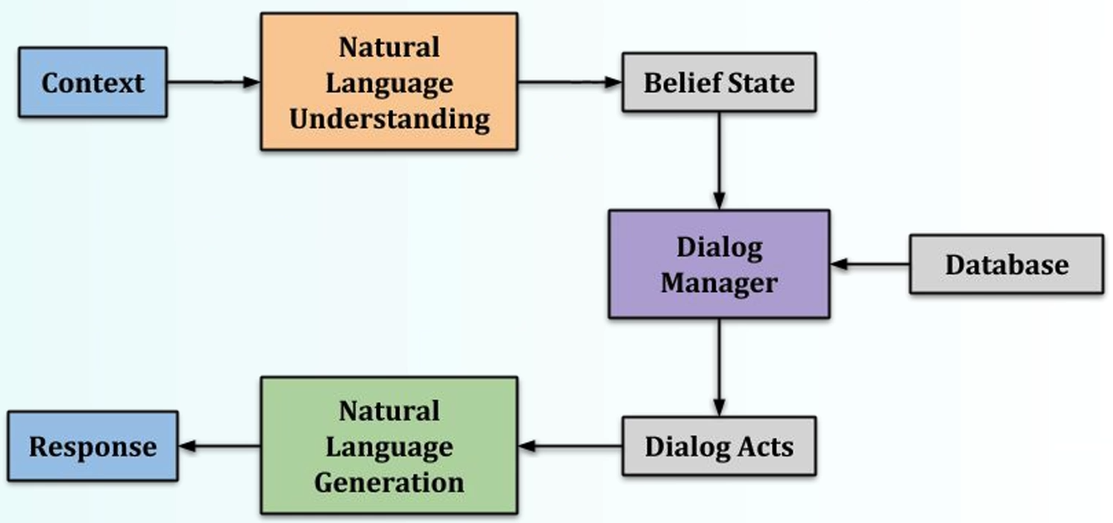 Context
Natural
Language
Understanding
Belief State
Dialog
Manager
Database
Dialog Acts
Natural
Language
Generation
Response